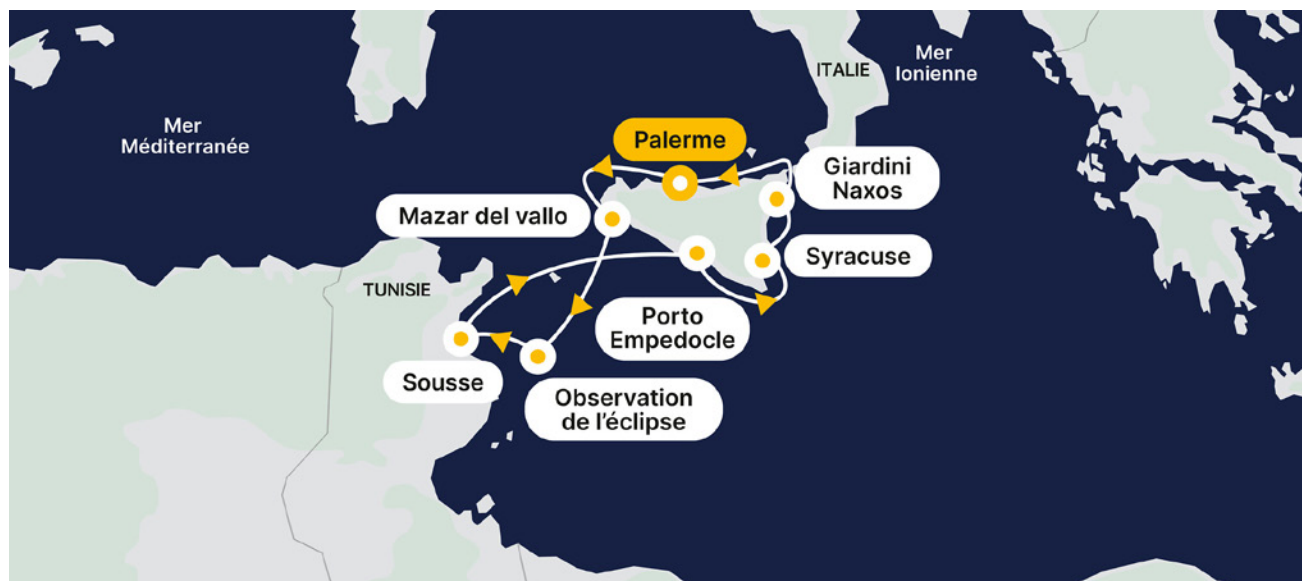 Mer
Méditerranée
ITALIE
Mer
Ionienne
Palerme
Giardini
Naxos
Mazar del vallo
Syracuse
TUNISIE
Porto
Empedocle
Sousse
Observation
de l'éclipse